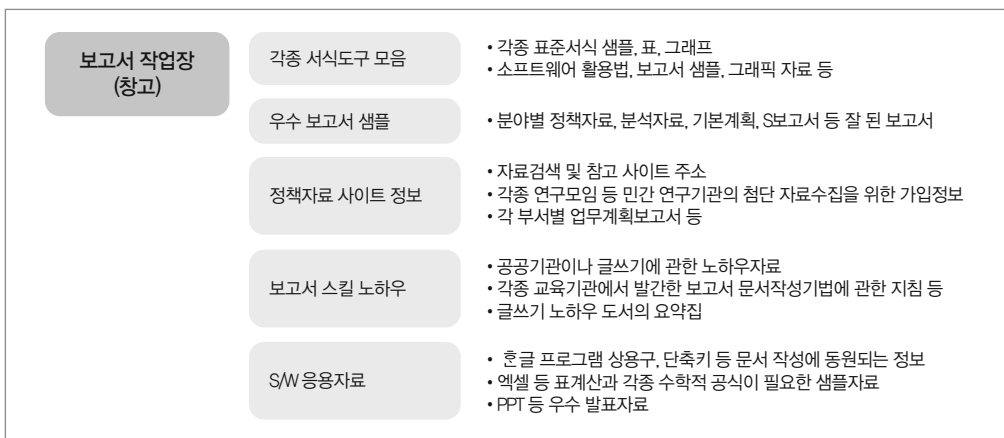 보고서 작업장
(창고)
각종 서식도구 모음
• 각종 표준서식 샘플, 표, 그래프
• 소프트웨어 활용법, 보고서 샘플, 그래픽 자료 등
우수 보고서 샘플
• 분야별 정책자료, 분석자료, 기본계획, S보고서 등 잘 된 보고서
정책자료 사이트 정보
• 자료검색 및 참고 사이트 주소
• 각종 연구모임 등 민간 연구기관의 첨단 자료수집을 위한 가입정보
• 각 부서별 업무계획보고서 등
보고서 스킬 노하우
• 공공기관이나 글쓰기에 관한 노하우자료
• 각종 교육기관에서 발간한 보고서 문서작성기법에 관한 지침 등
• 글쓰기 노하우 도서의 요약집
S/W 응용자료
• ᄒᆞᆫ글 프로그램 상용구, 단축키 등 문서 작성에 동원되는 정보
• 엑셀 등 표계산과 각종 수학적 공식이 필요한 샘플자료
• PPT 등 우수 발표자료